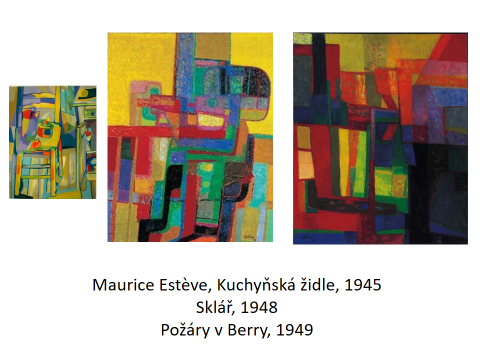 Maurice Estève, Kuchyňská židle, 1945
Sklář, 1948
Požáry v Berry, 1949